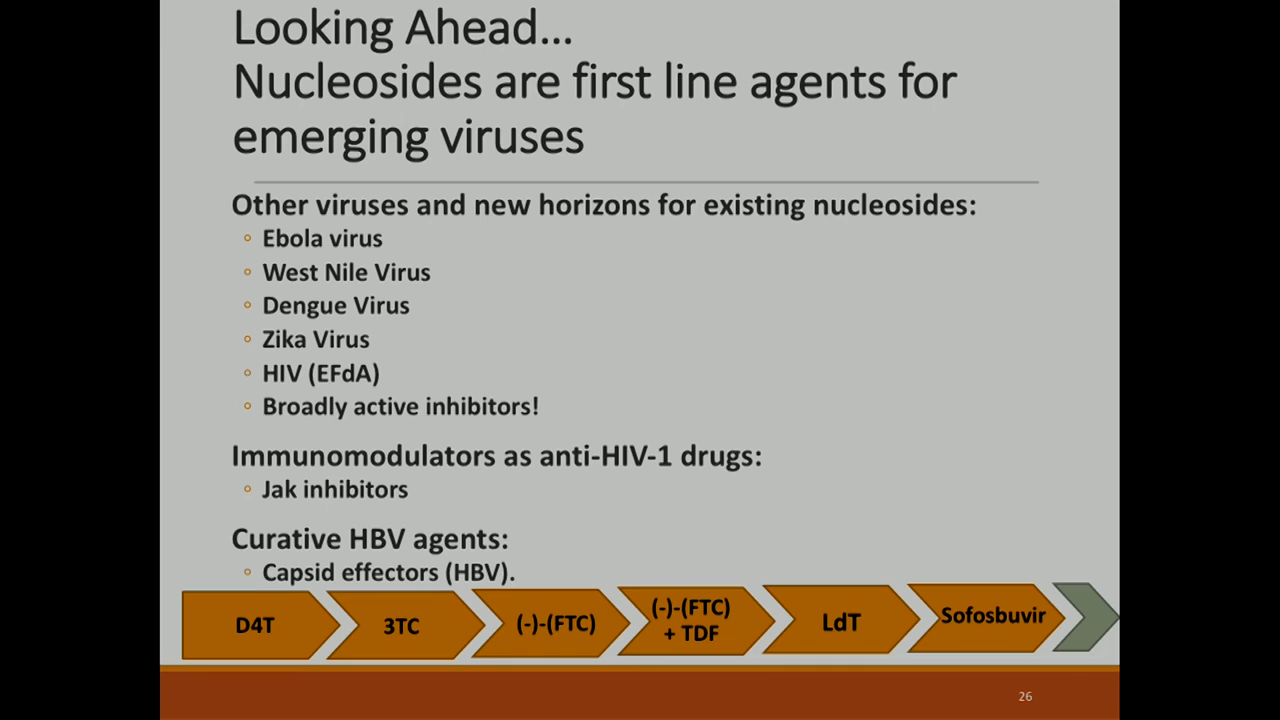 Looking Ahead...
Nucleosides are first line agents for
emerging viruses
Other viruses and new horizons for existing nucleosides:
◦ Ebola virus
◦ West Nile Virus
◦ Dengue Virus
◦ Zika Virus
◦ HIV (EFdA)
◦ Broadly active inhibitors!
Immunomodulators as anti-HIV-1 drugs:
◦ Jak inhibitors
Curative HBV agents:
◦ Capsid effectors (HBV).
D4T
3TC
(-)-(FTC)
(-)-(FTC)
+ TDF
LdT
Sofosbuvir
26